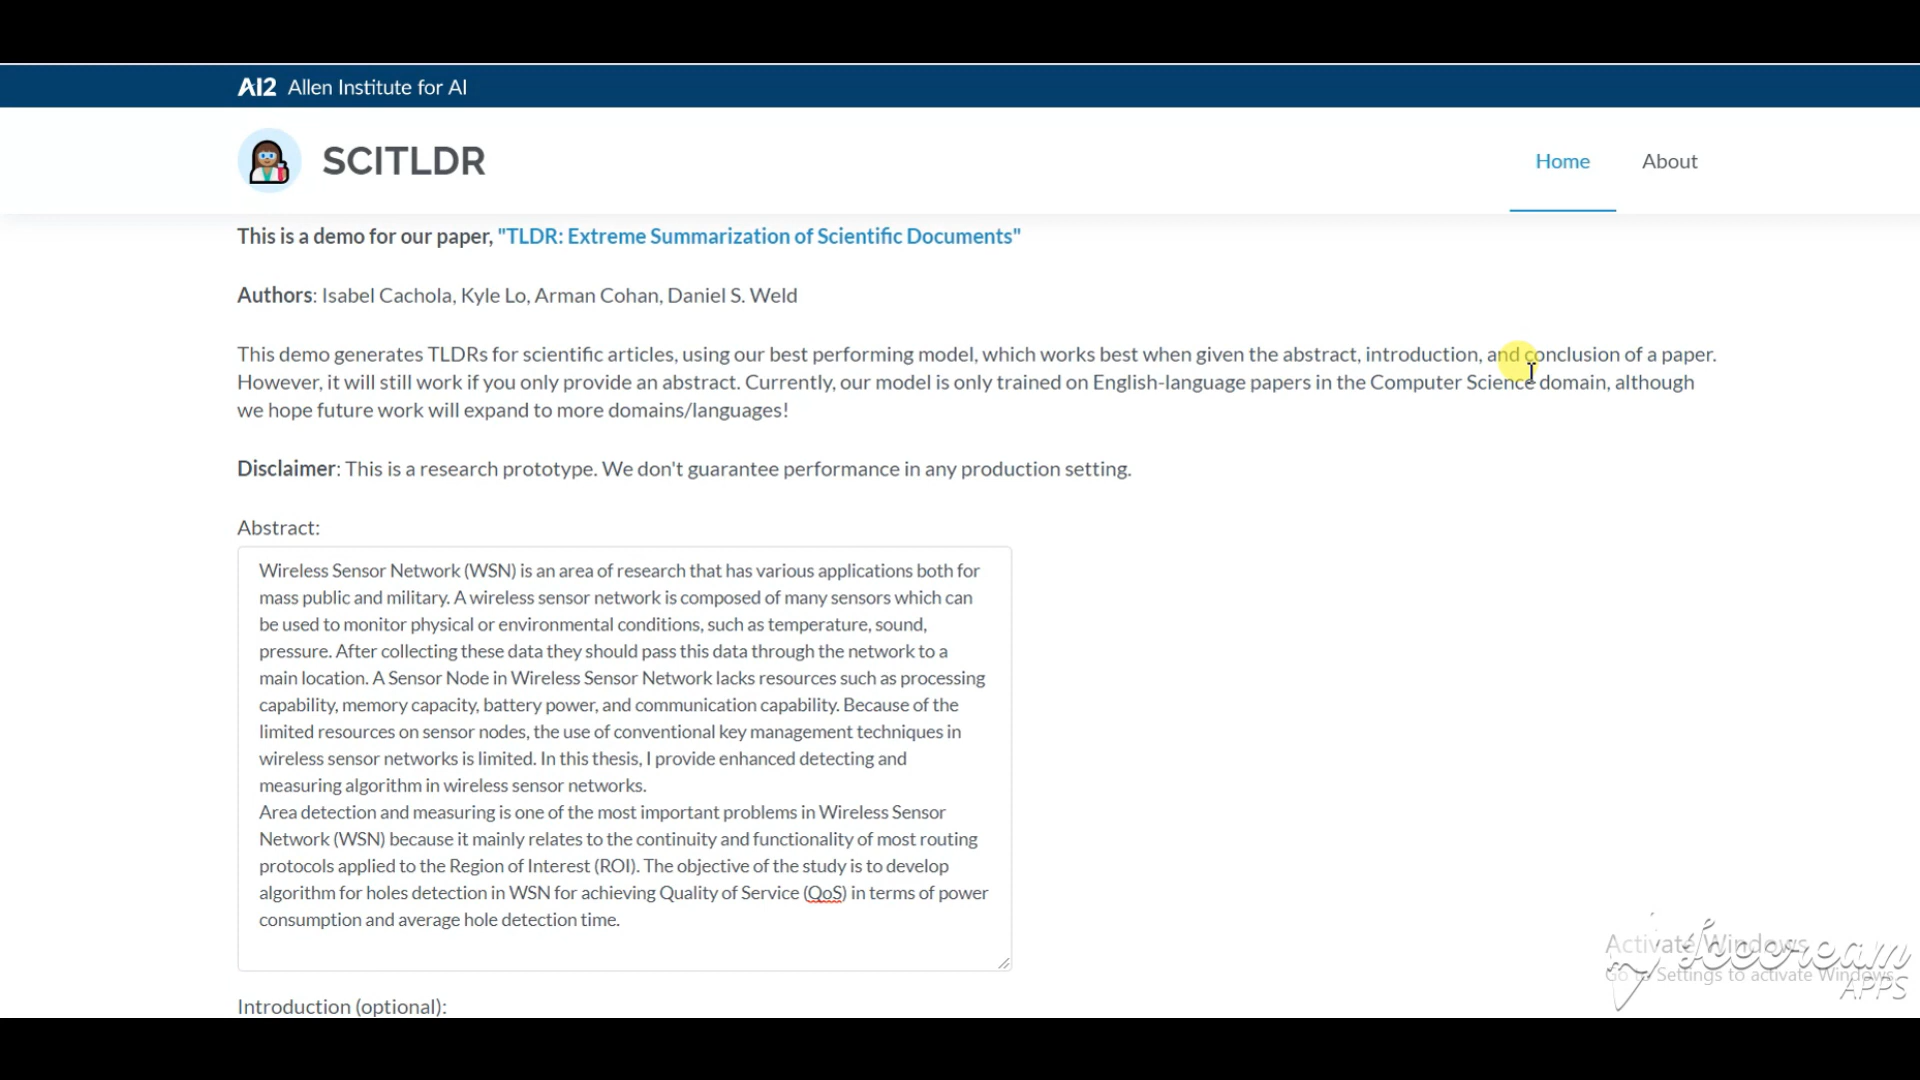 AI2 Allen Institute for AI
SCITLDR
Home
About
This is a demo for our paper, "TLDR: Extreme Summarization of Scientific Documents"
Authors: Isabel Cachola, Kyle Lo, Arman Cohan, Daniel S. Weld
This demo generates TLDRs for scientific articles, using our best performing model, which works best when given the abstract, introduction, and conclusion of a paper.
However, it will still work if you only provide an abstract. Currently, our model is only trained on English-language papers in the Computer Science domain, although
we hope future work will expand to more domains/languages!
Disclaimer: This is a research prototype. We don't guarantee performance in any production setting.
Abstract:
Wireless Sensor Network (WSN) is an area of research that has various applications both for
mass public and military. A wireless sensor network is composed of many sensors which can
be used to monitor physical or environmental conditions, such as temperature, sound,
pressure. After collecting these data they should pass this data through the network to a
main location. A Sensor Node in Wireless Sensor Network lacks resources such as processing
capability, memory capacity, battery power, and communication capability. Because of the
limited resources on sensor nodes, the use of conventional key management techniques in
wireless sensor networks is limited. In this thesis, I provide enhanced detecting and
measuring algorithm in wireless sensor networks.
Area detection and measuring is one of the most important problems in Wireless Sensor
Network (WSN) because it mainly relates to the continuity and functionality of most routing
protocols applied to the Region of Interest (ROI). The objective of the study is to develop
algorithm for holes detection in WSN for achieving Quality of Service (QoS) in terms of power
consumption and average hole detection time.
Introduction (optional):
Activate Windows
Go to Settings to activate Windows.
Icecream
APPS